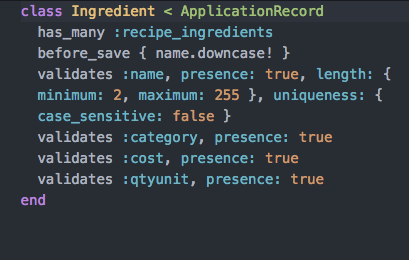 class Ingredient < ApplicationRecord
  has_many :recipe_ingredients
  before_save { name.downcase! }
  validates :name, presence: true, length: {
  minimum: 2, maximum: 255 }, uniqueness: {
  case_sensitive: false }
  validates :category, presence: true
  validates :cost, presence: true
  validates :qtyunit, presence: true
end